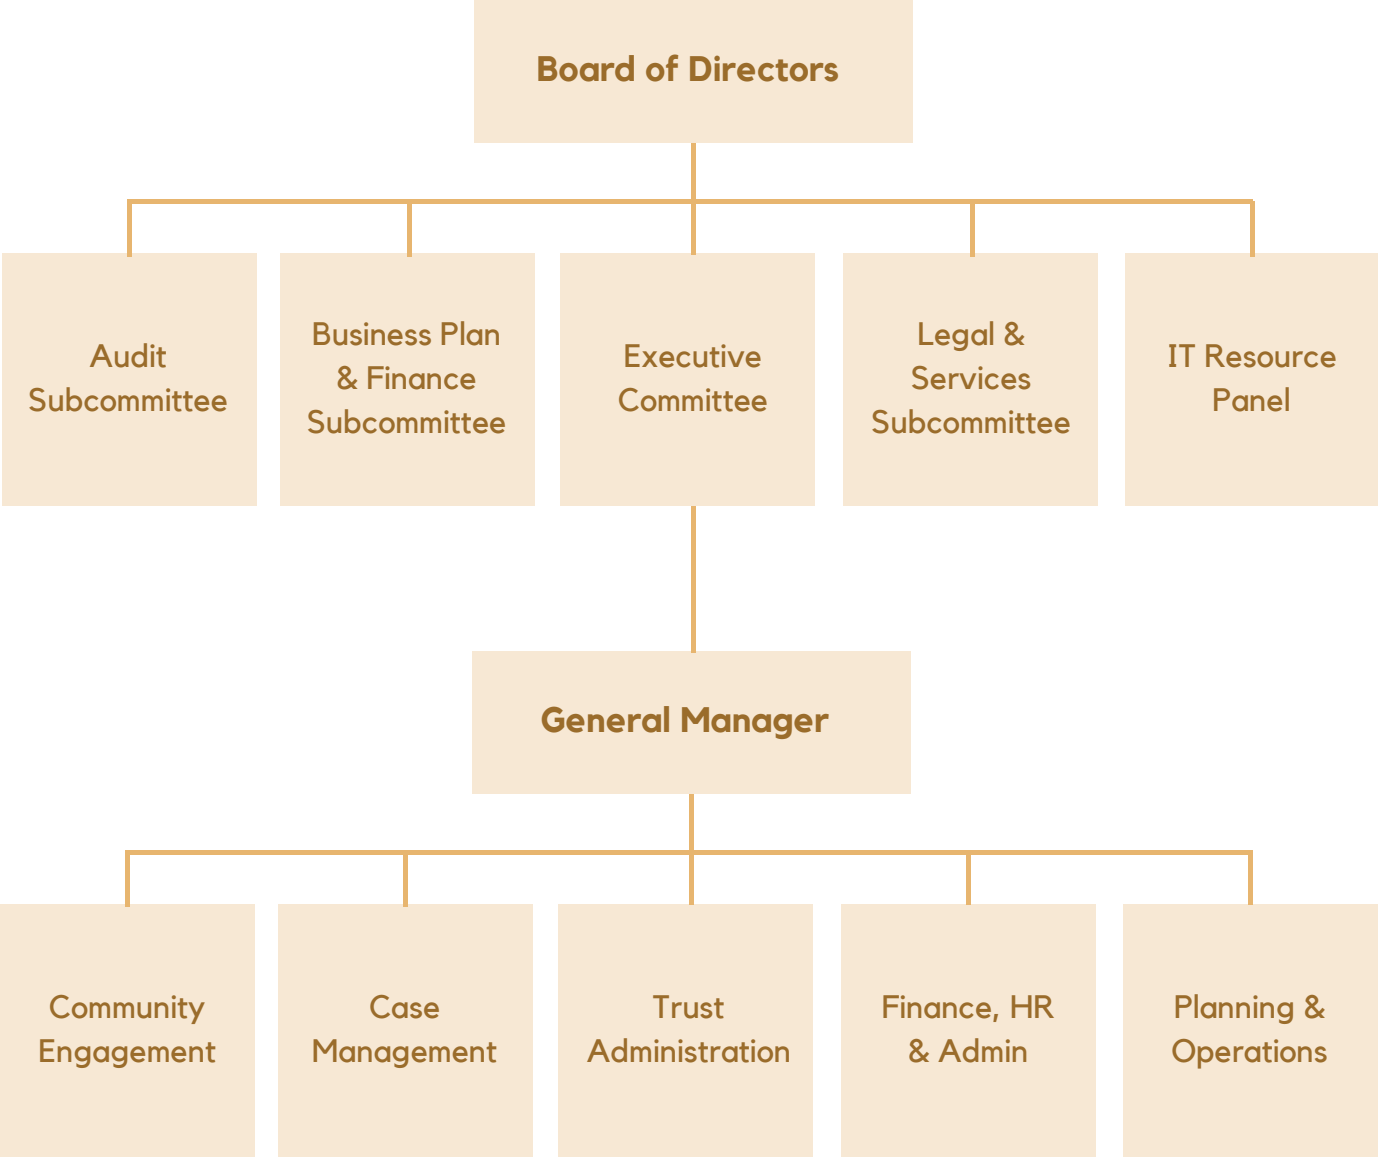 Board of Directors
Audit
Subcommittee
Business Plan
& Finance
Subcommittee
Executive
Committee
Legal &
Services
Subcommittee
IT Resource
Panel
General Manager
Community
Engagement
Case
Management
Trust
Administration
Finance, HR
& Admin
Planning &
Operations